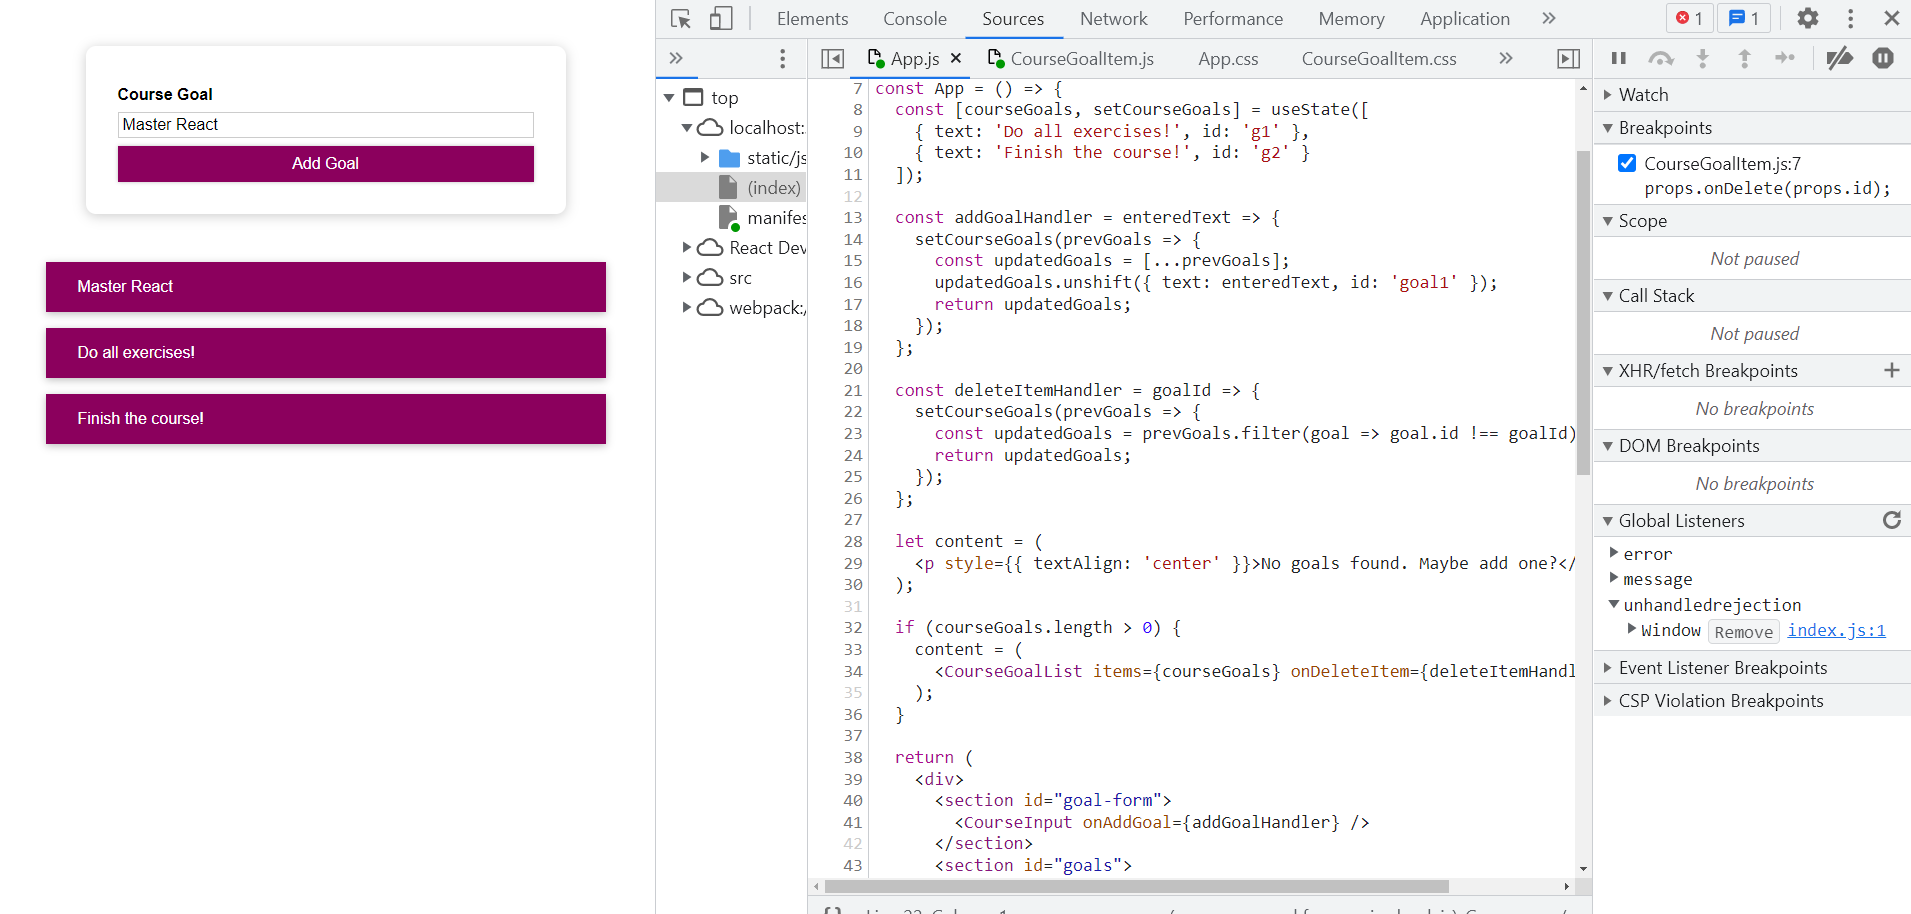 Course Goal
Master React
Add Goal
Master React
Do all exercises!
Finish the course!
Elements Console Sources Network Performance Memory Application » 1 1
» App.js × CourseGoalItem.js App.css CourseGoalItem.css »
top
localhost:
static/js
(index)
manifes
React Dev
src
webpack:/
7 const App = () => {
8 const [courseGoals, setCourseGoals] = useState([
9 { text: 'Do all exercises!', id: 'g1' },
10 { text: 'Finish the course!', id: 'g2' }
11 ]);
12
13 const addGoalHandler = enteredText => {
14 setCourseGoals(prevGoals => {
15 const updatedGoals = [...prevGoals];
16 updatedGoals.unshift({ text: enteredText, id: 'goal1' });
17 return updatedGoals;
18 });
19 };
20
21 const deleteItemHandler = goalId => {
22 setCourseGoals(prevGoals => {
23 const updatedGoals = prevGoals.filter(goal => goal.id !== goalId)
24 return updatedGoals;
25 });
26 };
27
28 let content = (
29 <p style={{ textAlign: 'center' }}>No goals found. Maybe add one?</
30 );
31
32 if (courseGoals.length > 0) {
33 content = (
34 <CourseGoalList items={courseGoals} onDeleteItem={deleteItemHandl
35 );
36 }
37
38 return (
39 <div>
40 <section id="goal-form">
41 <CourseInput onAddGoal={addGoalHandler} />
42 </section>
43 <section id="goals">
Watch
Breakpoints
CourseGoalItem.js:7
props.onDelete(props.id);
Scope
Not paused
Call Stack
Not paused
XHR/fetch Breakpoints
No breakpoints
DOM Breakpoints
No breakpoints
Global Listeners
error
message
unhandledrejection
Window Remove index.js:1
Event Listener Breakpoints
CSP Violation Breakpoints